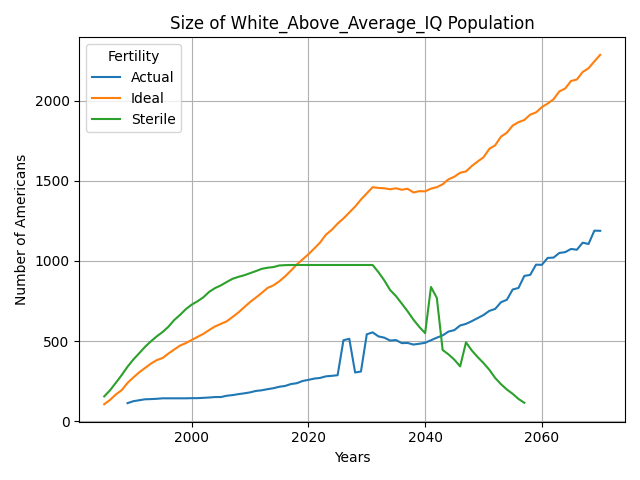 Size of White_Above_Average_IQ Population
Number of Americans
2000
1500
1000
500
0
Fertility
Actual
Ideal
Sterile
2000
2020
2040
2060
Years